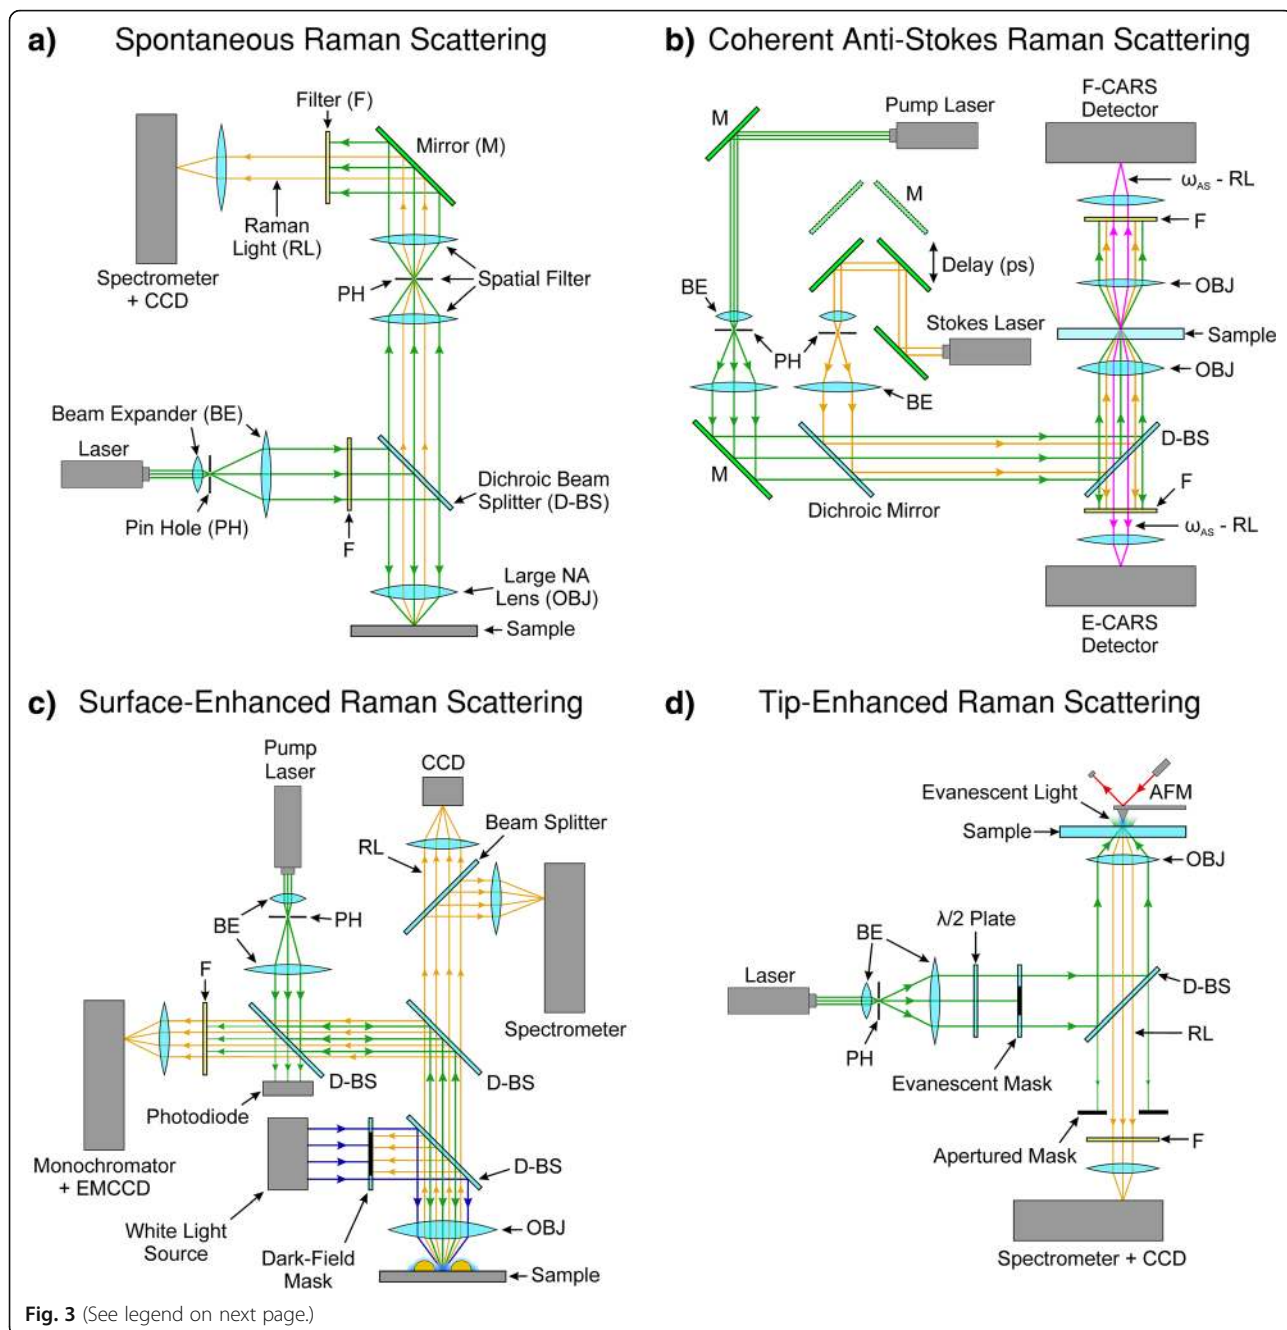 a) Spontaneous Raman Scattering
Filter (F)
Mirror (M)
Raman
Light (RL)
Spectrometer
+ CCD
PH
Spatial Filter
Beam Expander (BE)
Laser
Pin Hole (PH)
F
Dichroic Beam
Splitter (D-BS)
Large NA
Lens (OBJ)
Sample
b) Coherent Anti-Stokes Raman Scattering
F-CARS
Detector
M
Pump Laser
ωAS - RL
M
F
Delay (ps)
BE
OBJ
Stokes Laser
Sample
PH
OBJ
BE
D-BS
M
Dichroic Mirror
F
ωAS - RL
E-CARS
Detector
c) Surface-Enhanced Raman Scattering
Pump
Laser
CCD
Beam Splitter
RL
BE
PH
F
Spectrometer
D-BS
D-BS
Photodiode
Monochromator
+ EMCCD
D-BS
White Light
Source
Dark-Field
Mask
OBJ
Sample
d) Tip-Enhanced Raman Scattering
Evanescent Light
AFM
Sample
OBJ
λ/2 Plate
BE
Laser
D-BS
PH
RL
Evanescent Mask
Apertured Mask
F
Spectrometer + CCD
Fig. 3 (See legend on next page.)